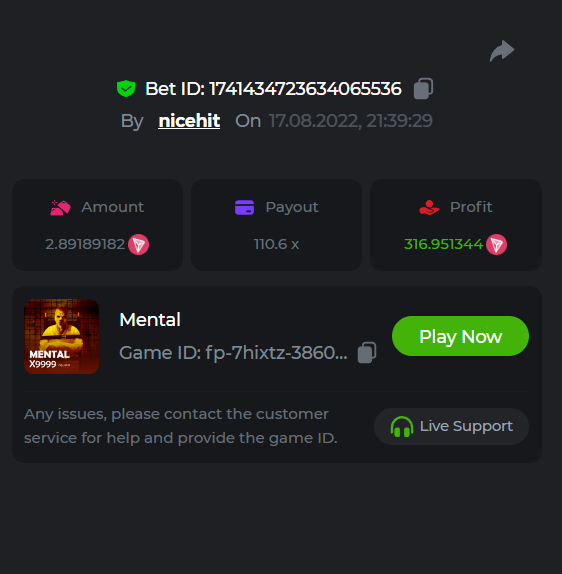 Bet ID: 1741434723634065536
By nicehit On 17.08.2022, 21:39:29
Amount Payout Profit
2.89189182 110.6 x 316.951344
Mental
Game ID: fp-7hixtz-3860...
Play Now
MENTAL
X9999
Any issues, please contact the customer
service for help and provide the game ID.
Live Support